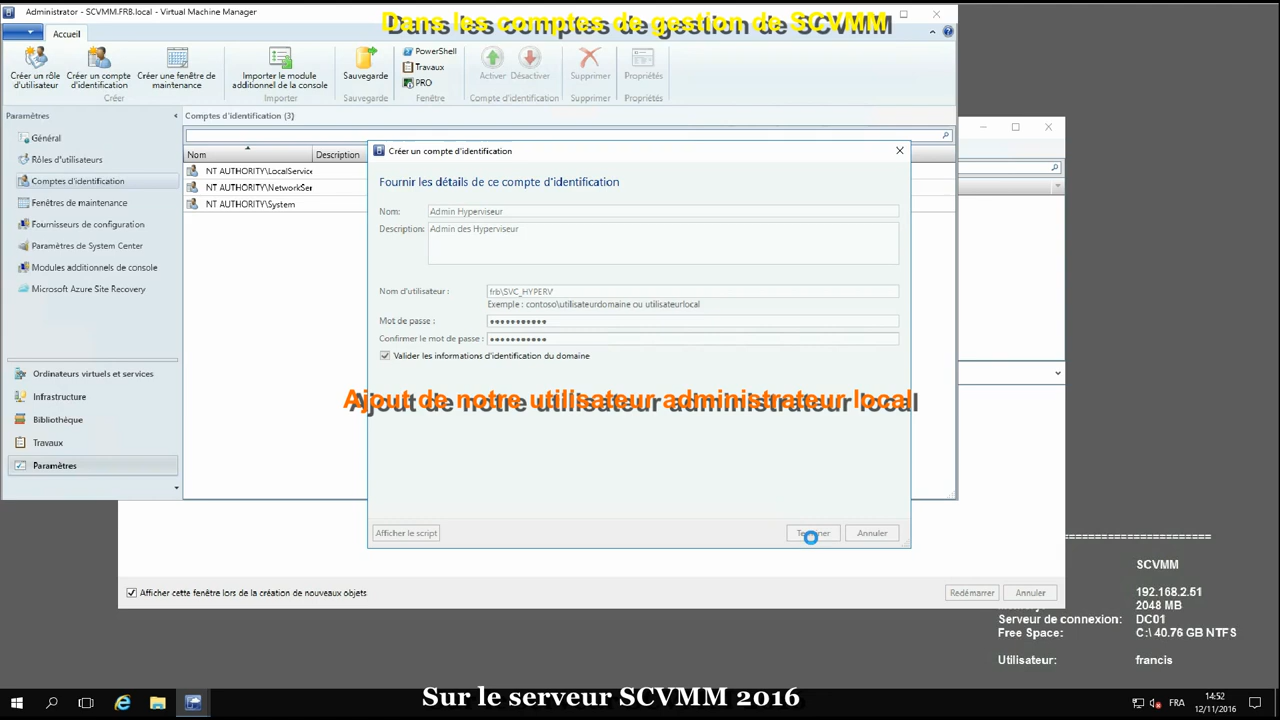 Administrator - SCVMM.FRB.local - Virtual Machine Manager
Dans les comptes de gestion de SCVMM
Accueil
Créer un rôle d'utilisateur
Créer un compte d'identification
Créer une fenêtre de maintenance
Importer le module additionnel de la console
Sauvegarde
PowerShell
Travaux
PRO
Activer
Désactiver
Supprimer
Propriétés
Créer
Importer
Sauvegarde
Fenêtre
Compte d'identification
Supprimer
Propriétés
Paramètres
Général
Rôles d'utilisateurs
Comptes d'identification
Fenêtres de maintenance
Fournisseurs de configuration
Paramètres de System Center
Modules additionnels de console
Microsoft Azure Site Recovery
Ordinateurs virtuels et services
Infrastructure
Bibliothèque
Travaux
Paramètres
Comptes d'identification (3)
Nom
Description
NT AUTHORITY\LocalService
NT AUTHORITY\NetworkSer
NT AUTHORITY\System
Créer un compte d'identification
Fournir les détails de ce compte d'identification
Nom: Admin Hyperviseur
Description: Admin des Hyperviseur
Nom d'utilisateur : frb\SVC_HYPERV
Exemple : contoso\utilisateurdomaine ou utilisateurlocal
Mot de passe : ●●●●●●●●●●●
Confirmer le mot de passe : ●●●●●●●●●●●
Valider les informations d'identification du domaine
Ajout de notre utilisateur administrateur local
Afficher le script
Terminer
Annuler
Afficher cette fenêtre lors de la création de nouveaux objets
Redémarrer
Annuler
SCVMM
192.168.2.51
2048 MB
Serveur de connexion: DC01
Free Space: C:\ 40.76 GB NTFS
Utilisateur: francis
Sur le serveur SCVMM 2016
FRA
14:52
12/11/2016